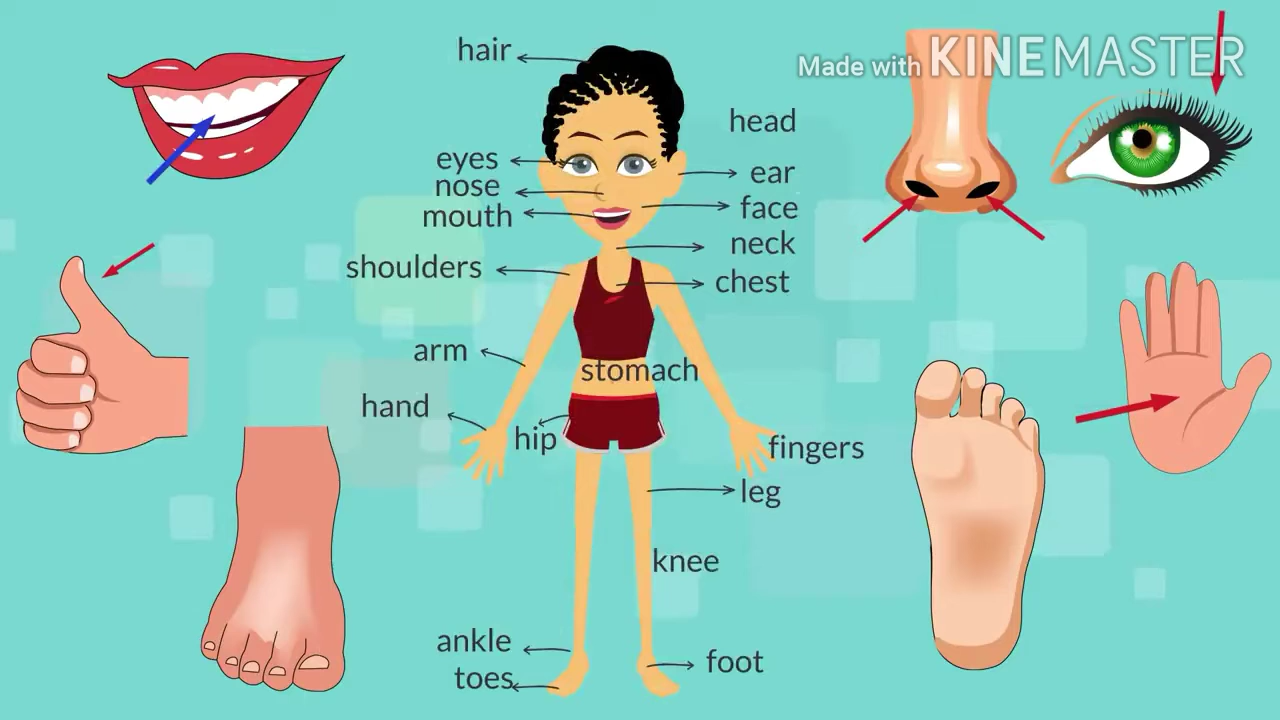 hair
Made with KINEMASTER
head
eyes
ear
nose
face
mouth
neck
shoulders
chest
arm
stomach
hand
hip
fingers
leg
knee
ankle
foot
toes